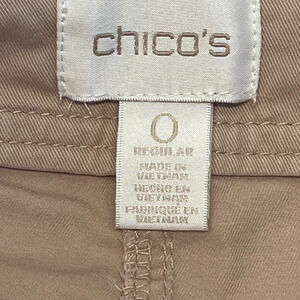 chico's
0
REGULAR
MADE IN
VIETNAM
HECHO EN
VIETNAM
FABRIQUÉ EN
VIETNAM